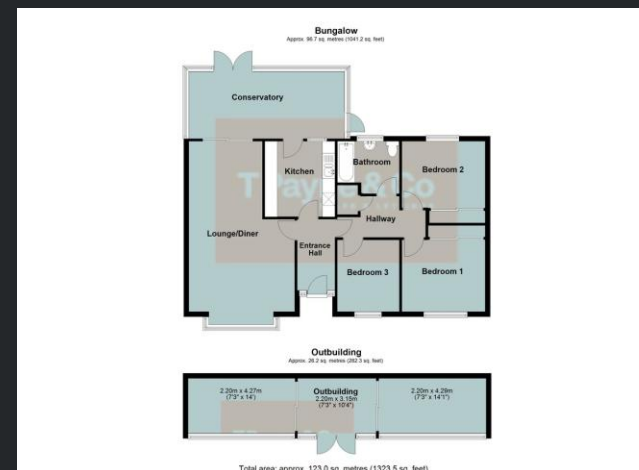 Bungalow
Approx. 96.7 sq. metres (1041.2 sq. feet)
Conservatory
Kitchen
Bathroom
Bedroom 2
T Payne & Co
Hallway
Lounge/Diner
Entrance
Hall
Bedroom 3
Bedroom 1
Outbuilding
Approx. 26.2 sq. metres (282.3 sq. feet)
2.20m x 4.27m
(7'3" x 14')
Outbuilding
2.20m x 3.15m
(7'3" x 10'4")
2.20m x 4.29m
(7'3" x 14'1")
Total area: approx. 123.0 sq. metres (1323.5 sq. feet)